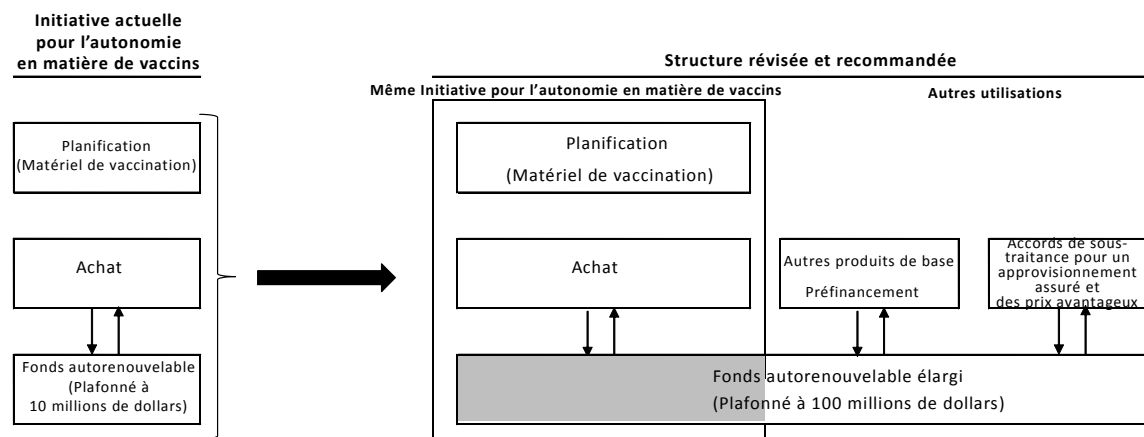 Initiative actuelle
pour l'autonomie
en matière de vaccins
Planification
(Matériel de vaccination)
Achat
Fonds autorenouvelable
(Plafonné à
10 millions de dollars)
Structure révisée et recommandée
Même Initiative pour l'autonomie en matière de vaccins
Autres utilisations
Planification
(Matériel de vaccination)
Achat
Autres produits de base
Préfinancement
Accords de sous-
traitance pour un
approvisionnement
assuré et
des prix avantageux
Fonds autorenouvelable élargi
(Plafonné à 100 millions de dollars)